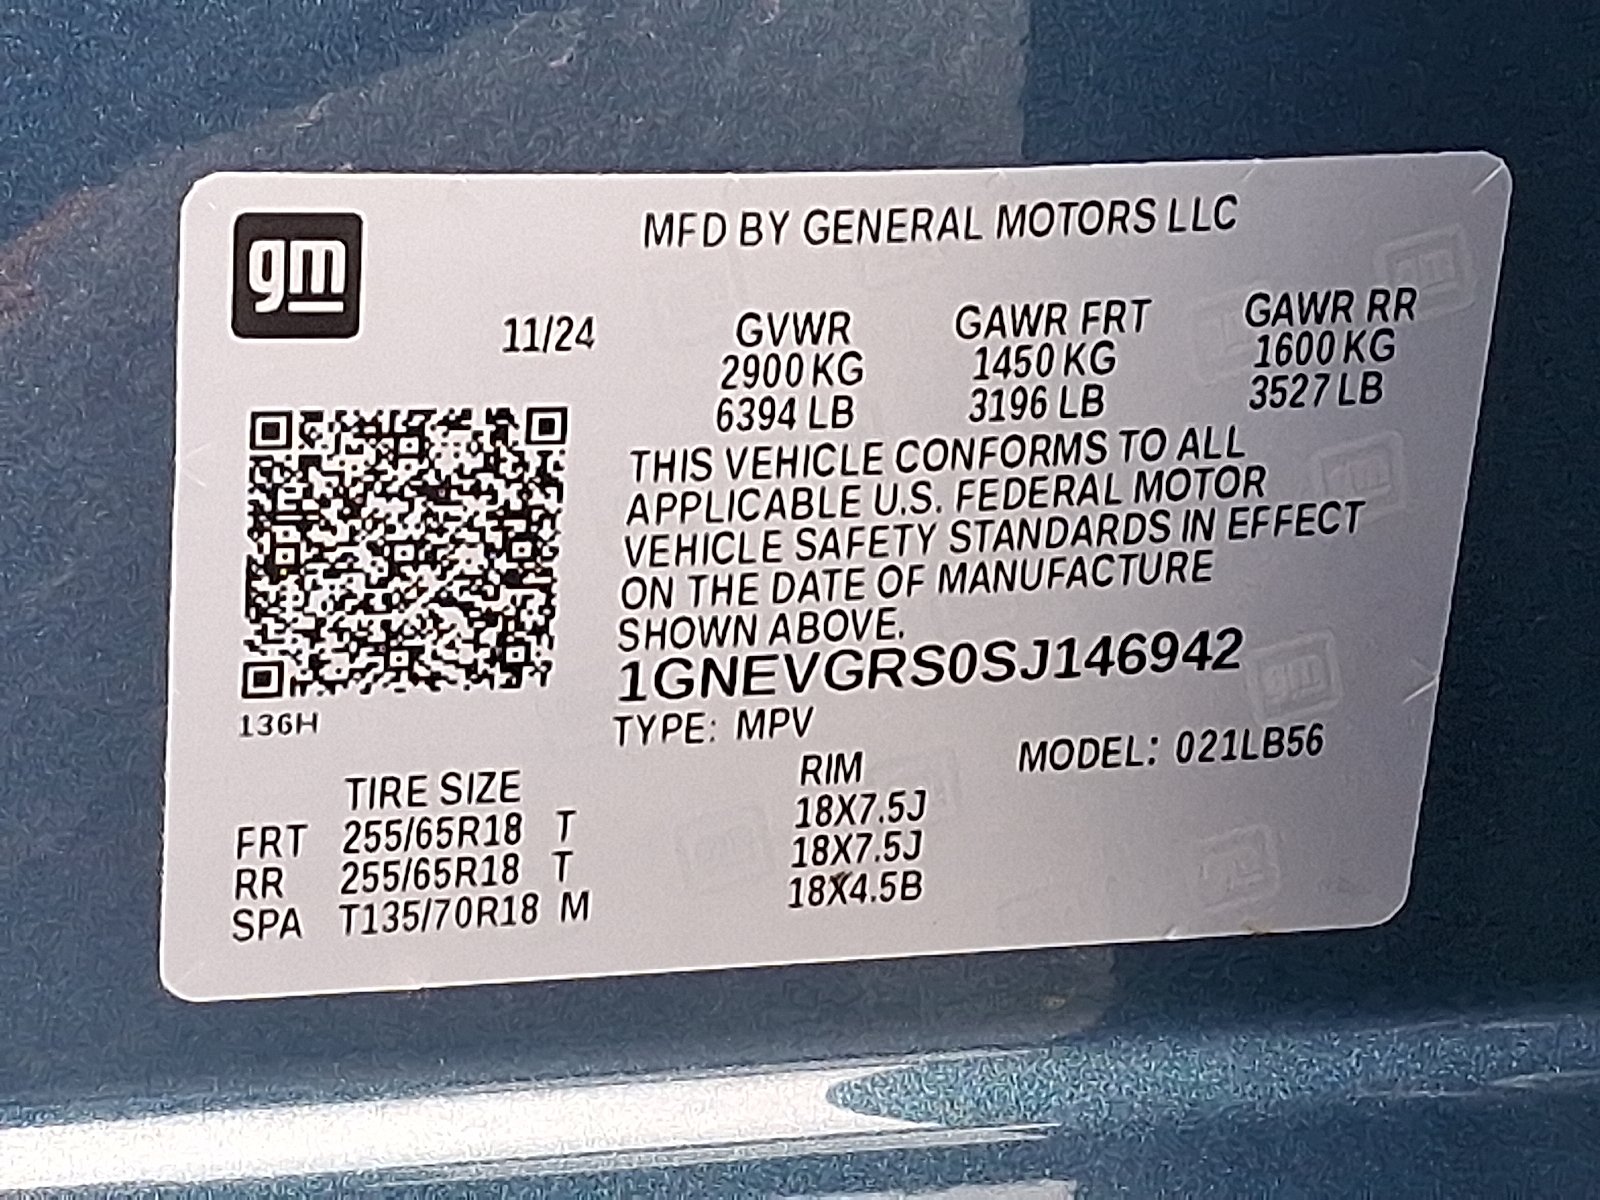 gm
MFD BY GENERAL MOTORS LLC
11/24
GVWR GAWR FRT GAWR RR
2900 KG 1450 KG 1600 KG
6394 LB 3196 LB 3527 LB
THIS VEHICLE CONFORMS TO ALL
APPLICABLE U.S. FEDERAL MOTOR
VEHICLE SAFETY STANDARDS IN EFFECT
ON THE DATE OF MANUFACTURE
SHOWN ABOVE.
1GNEVGRS0SJ146942
136H
TYPE: MPV MODEL: 021LB56
TIRE SIZE RIM
FRT 255/65R18 T 18X7.5J
RR 255/65R18 T 18X7.5J
SPA T135/70R18 M 18X4.5B